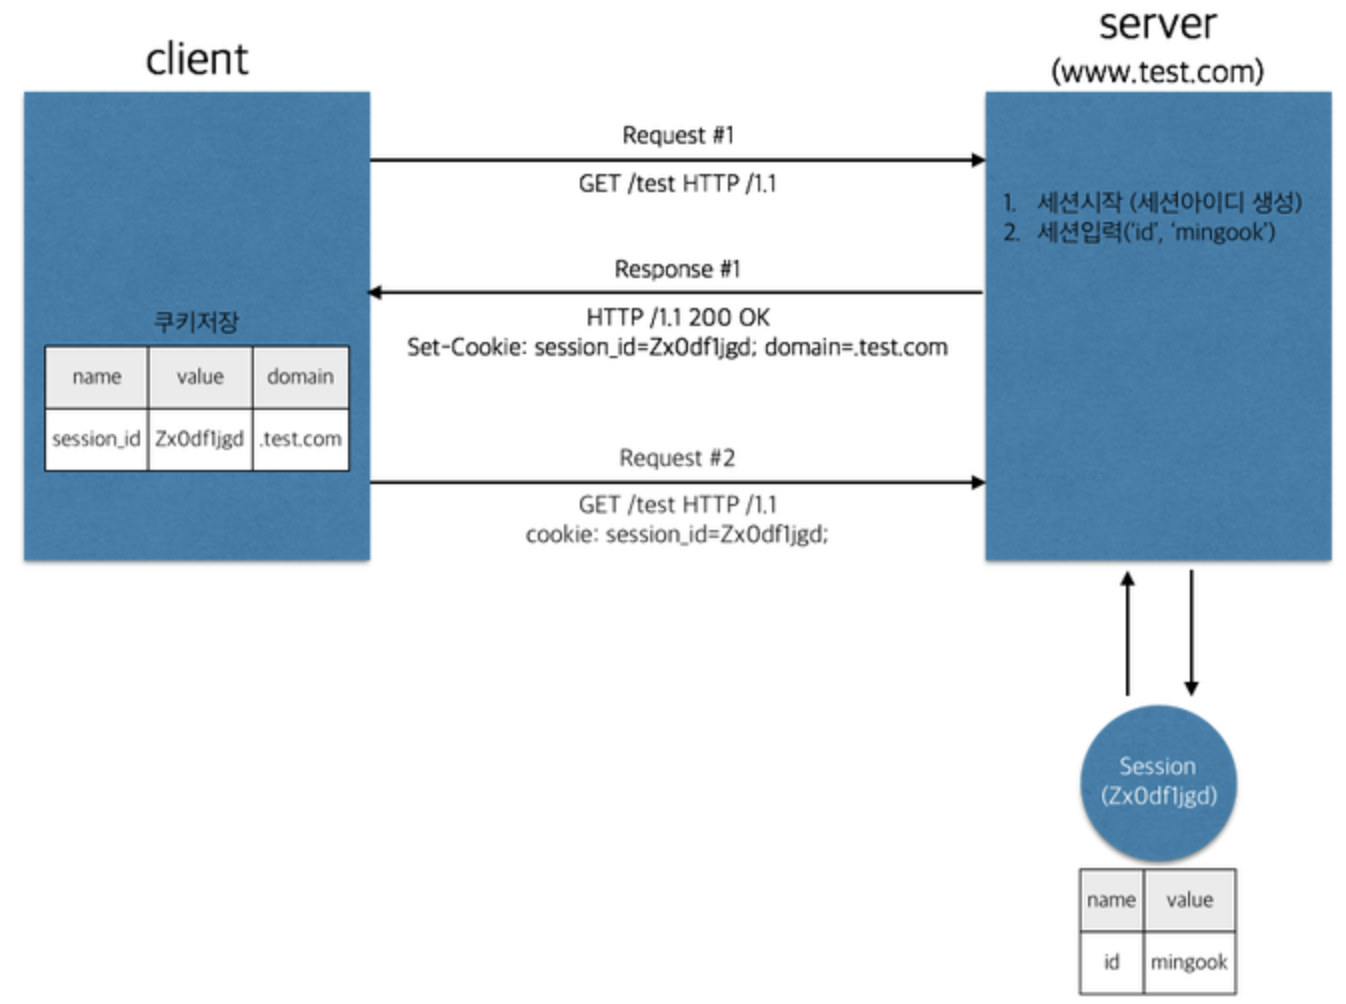 client
server
(www.test.com)
Request #1
GET /test HTTP /1.1
1. 세션시작 (세션아이디 생성)
2. 세션입력('id', 'mingook')
Response #1
HTTP /1.1 200 OK
Set-Cookie: session_id=Zx0df1jgd; domain=.test.com
쿠키저장
name value domain
session_id Zx0df1jgd .test.com
Request #2
GET /test HTTP /1.1
cookie: session_id=Zx0df1jgd;
Session
(Zx0df1jgd)
name value
id mingook